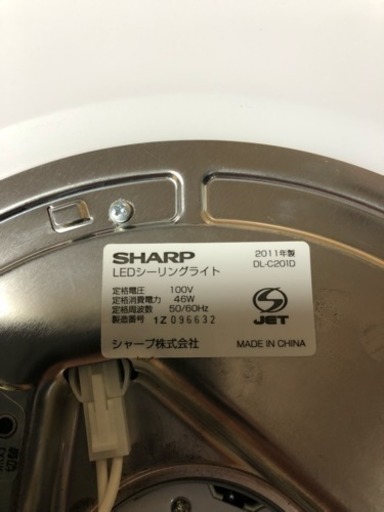 SHARP
2011年製
LEDシーリングライト
DL-C201D
定格電圧 100V
定格消費電力 46W
定格周波数 50/60Hz
製造番号 1Z 096632
JET
シャープ株式会社
MADE IN CHINA